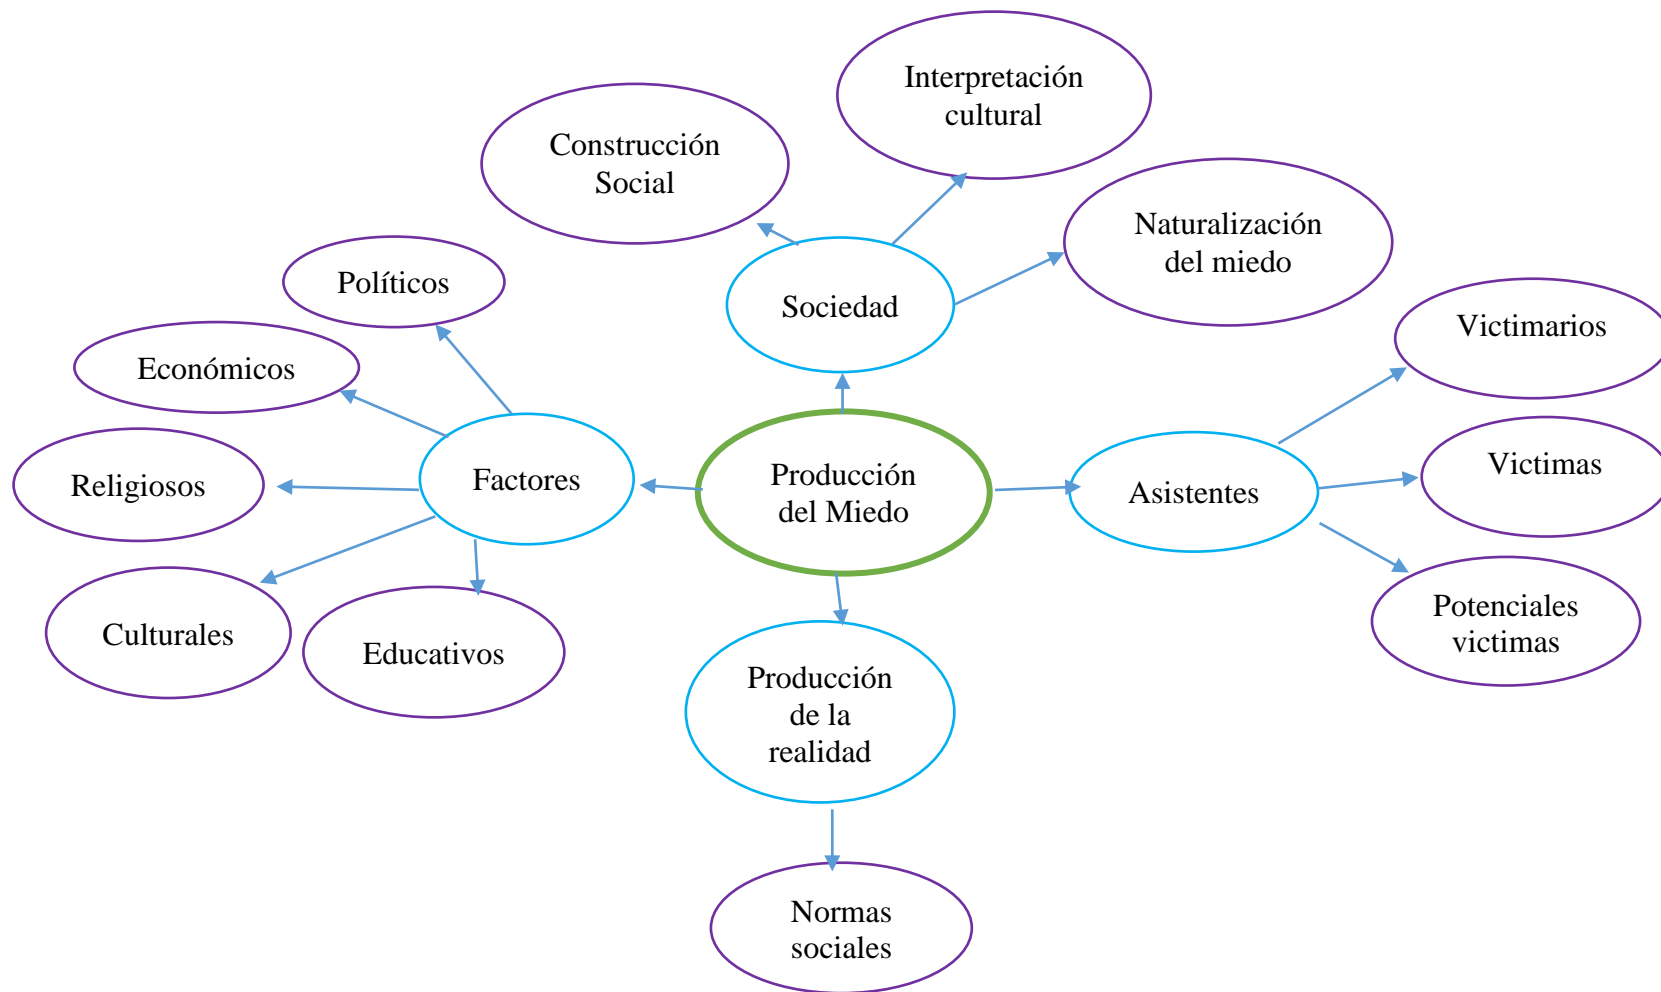 Interpretación
cultural
Construcción
Social
Naturalización
del miedo
Políticos
Sociedad
Victimarios
Económicos
Religiosos
Factores
Producción
del Miedo
Asistentes
Victimas
Culturales
Educativos
Potenciales
victimas
Producción
de la
realidad
Normas
sociales